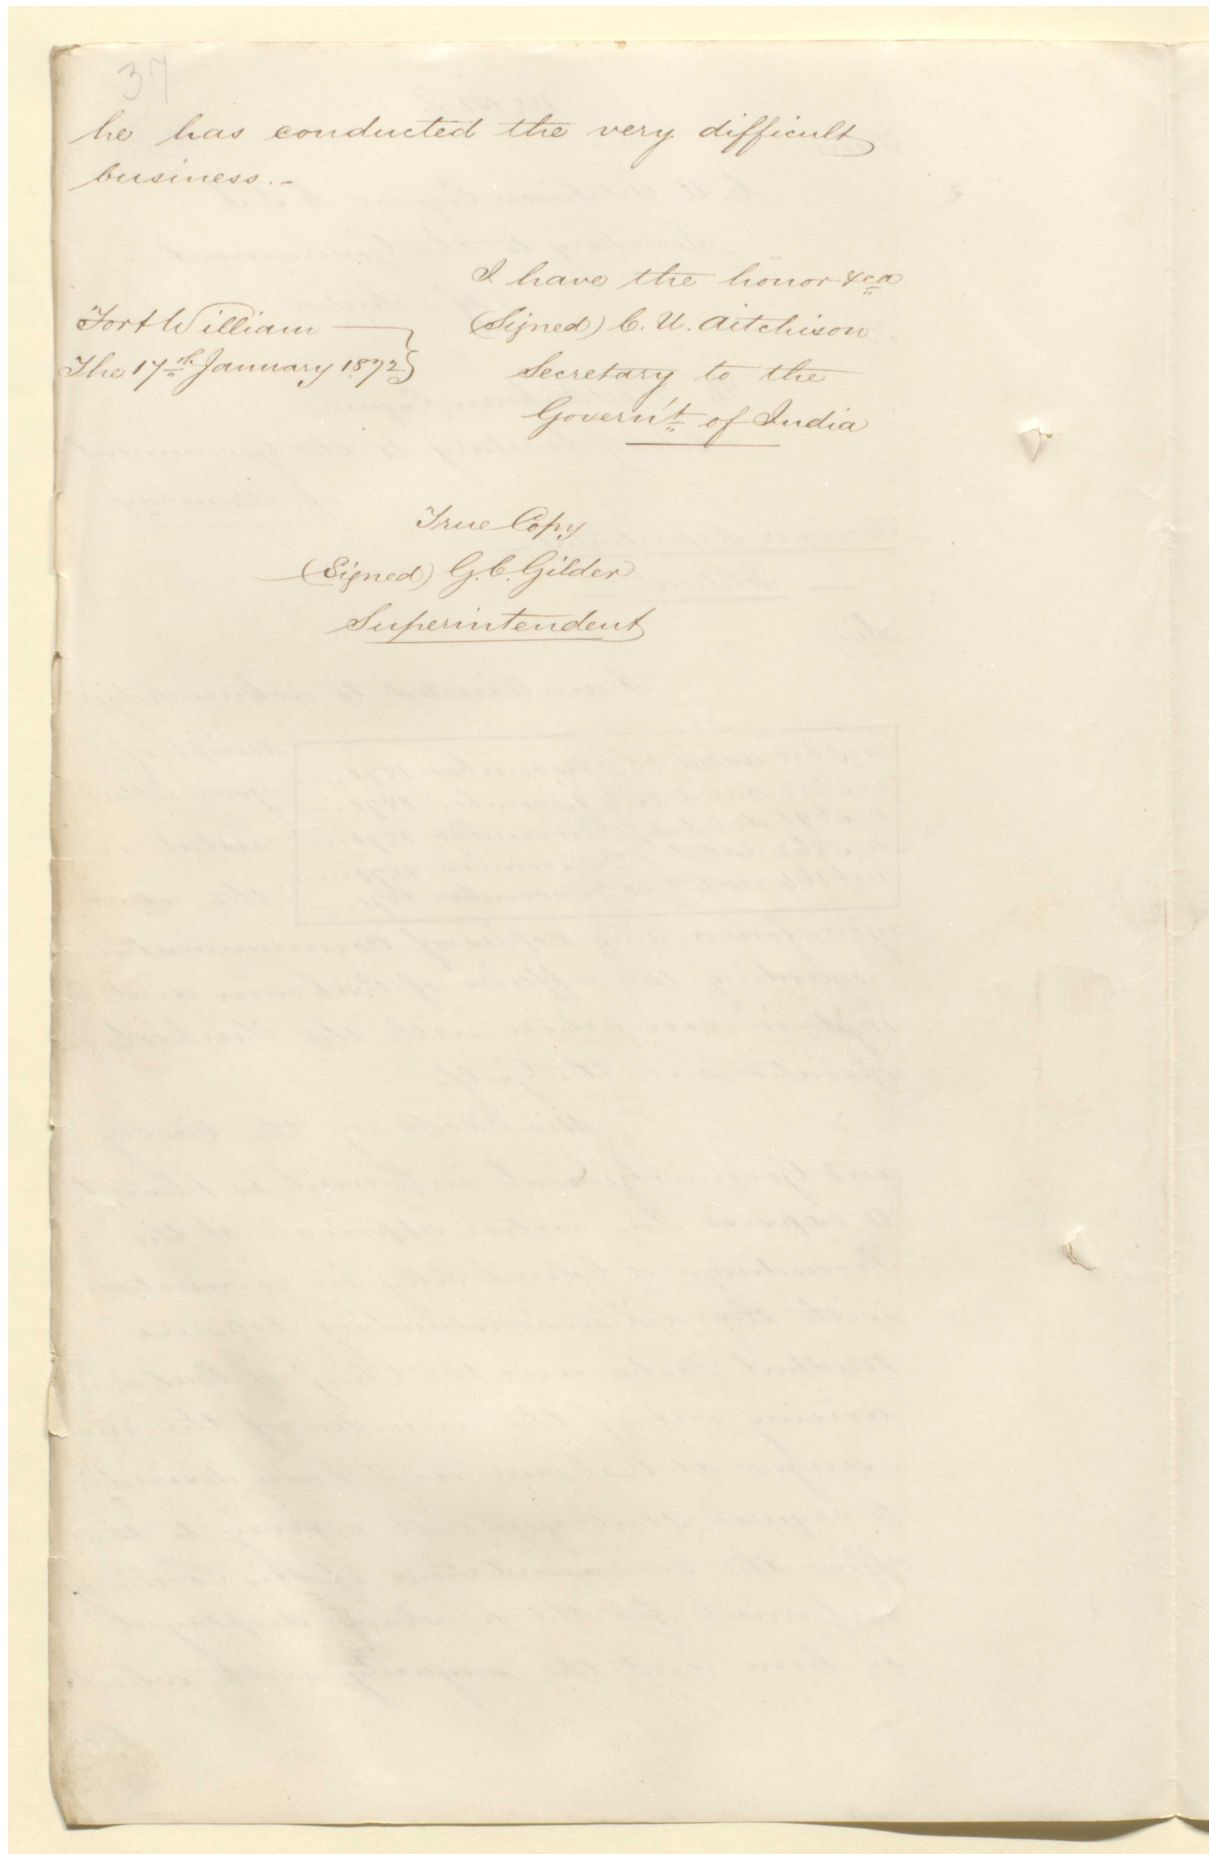 37
he has conducted the very difficult
business.-
I have the honor &ca
Fort William
(Signed) C. U. Aitchison
The 17th January 1872
Secretary to the
Govern't of India
True Copy
(Signed) G. C. Gilder
Superintendent